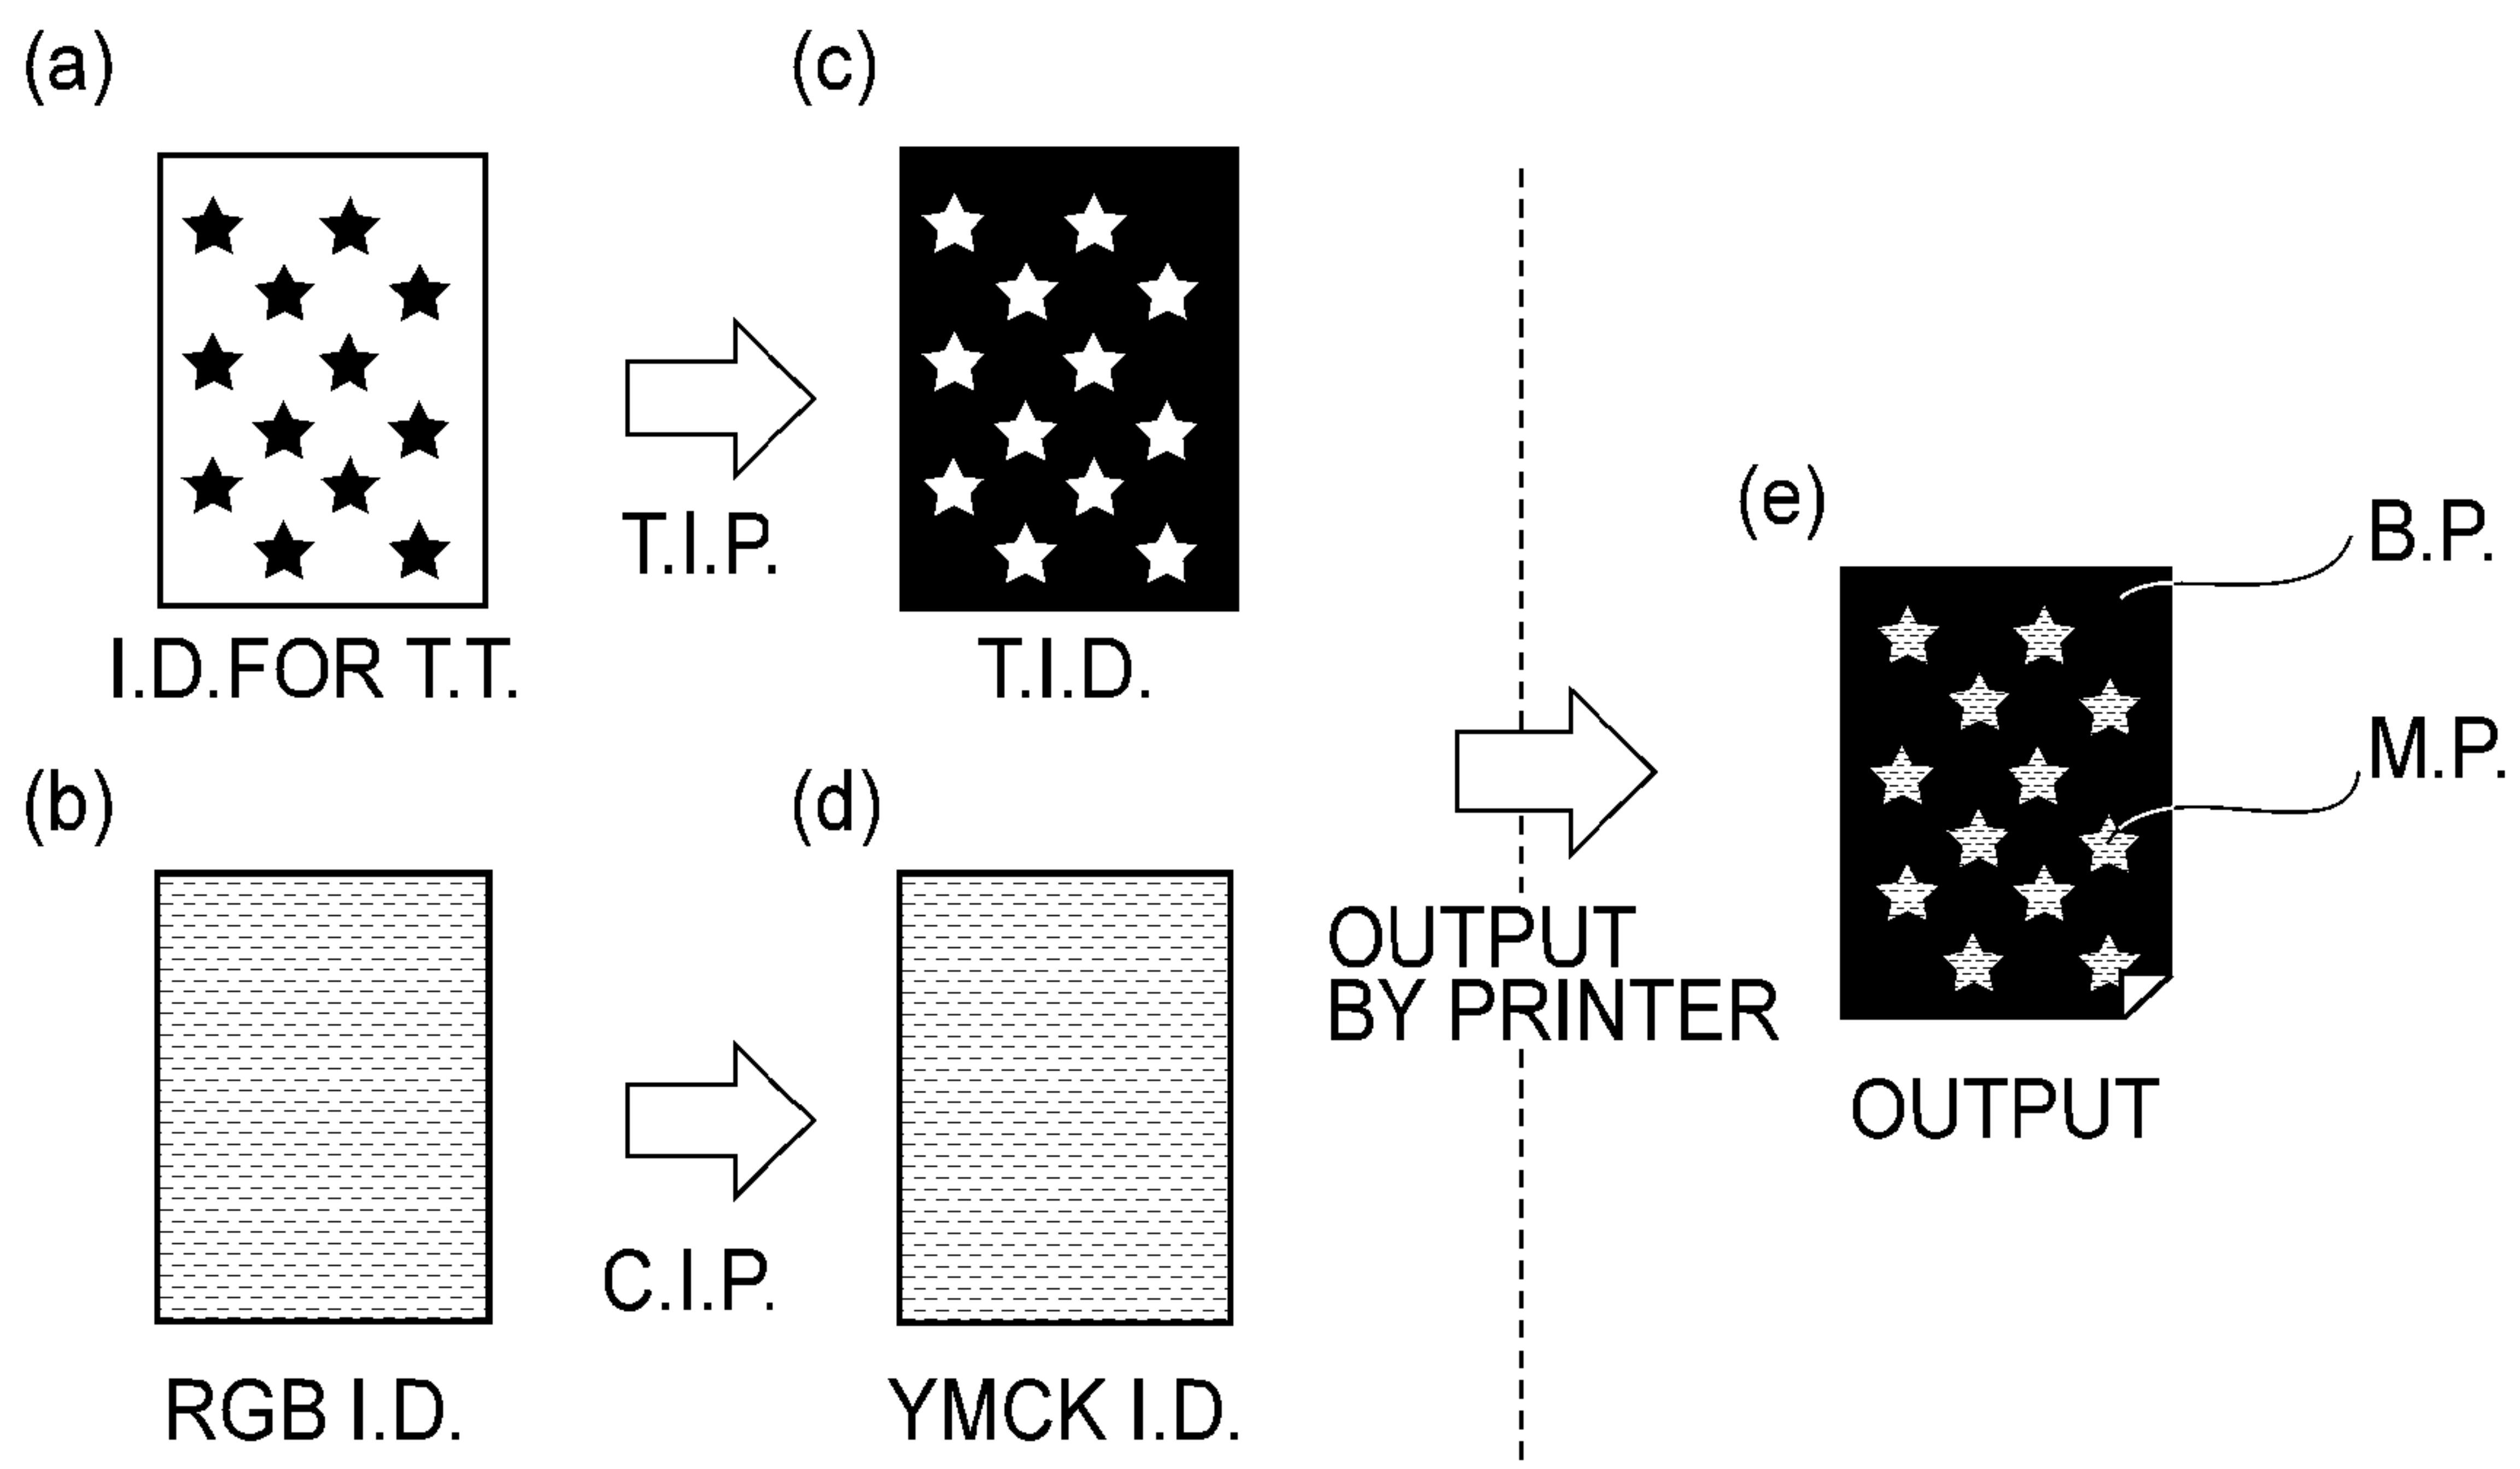 (a)
(c)
I.D.FOR T.T.
T.I.P.
T.I.D.
(b)
(d)
RGB I.D.
C.I.P.
YMCK I.D.
OUTPUT
BY PRINTER
(e)
B.P.
M.P.
OUTPUT